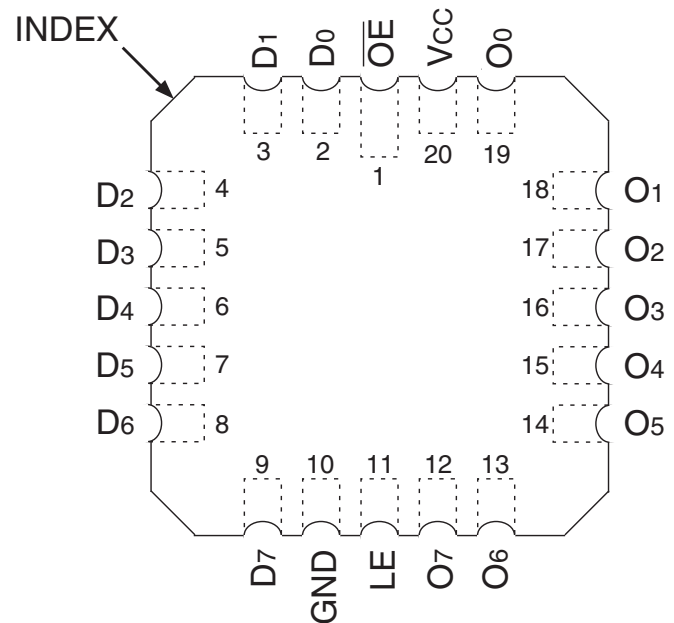 INDEX
D1 D0 O̅E̅ VCC O0
3 2 1 20 19
D2 4 18 O1
D3 5 17 O2
D4 6 16 O3
D5 7 15 O4
D6 8 14 O5
9 10 11 12 13
D7 GND LE O7 O6